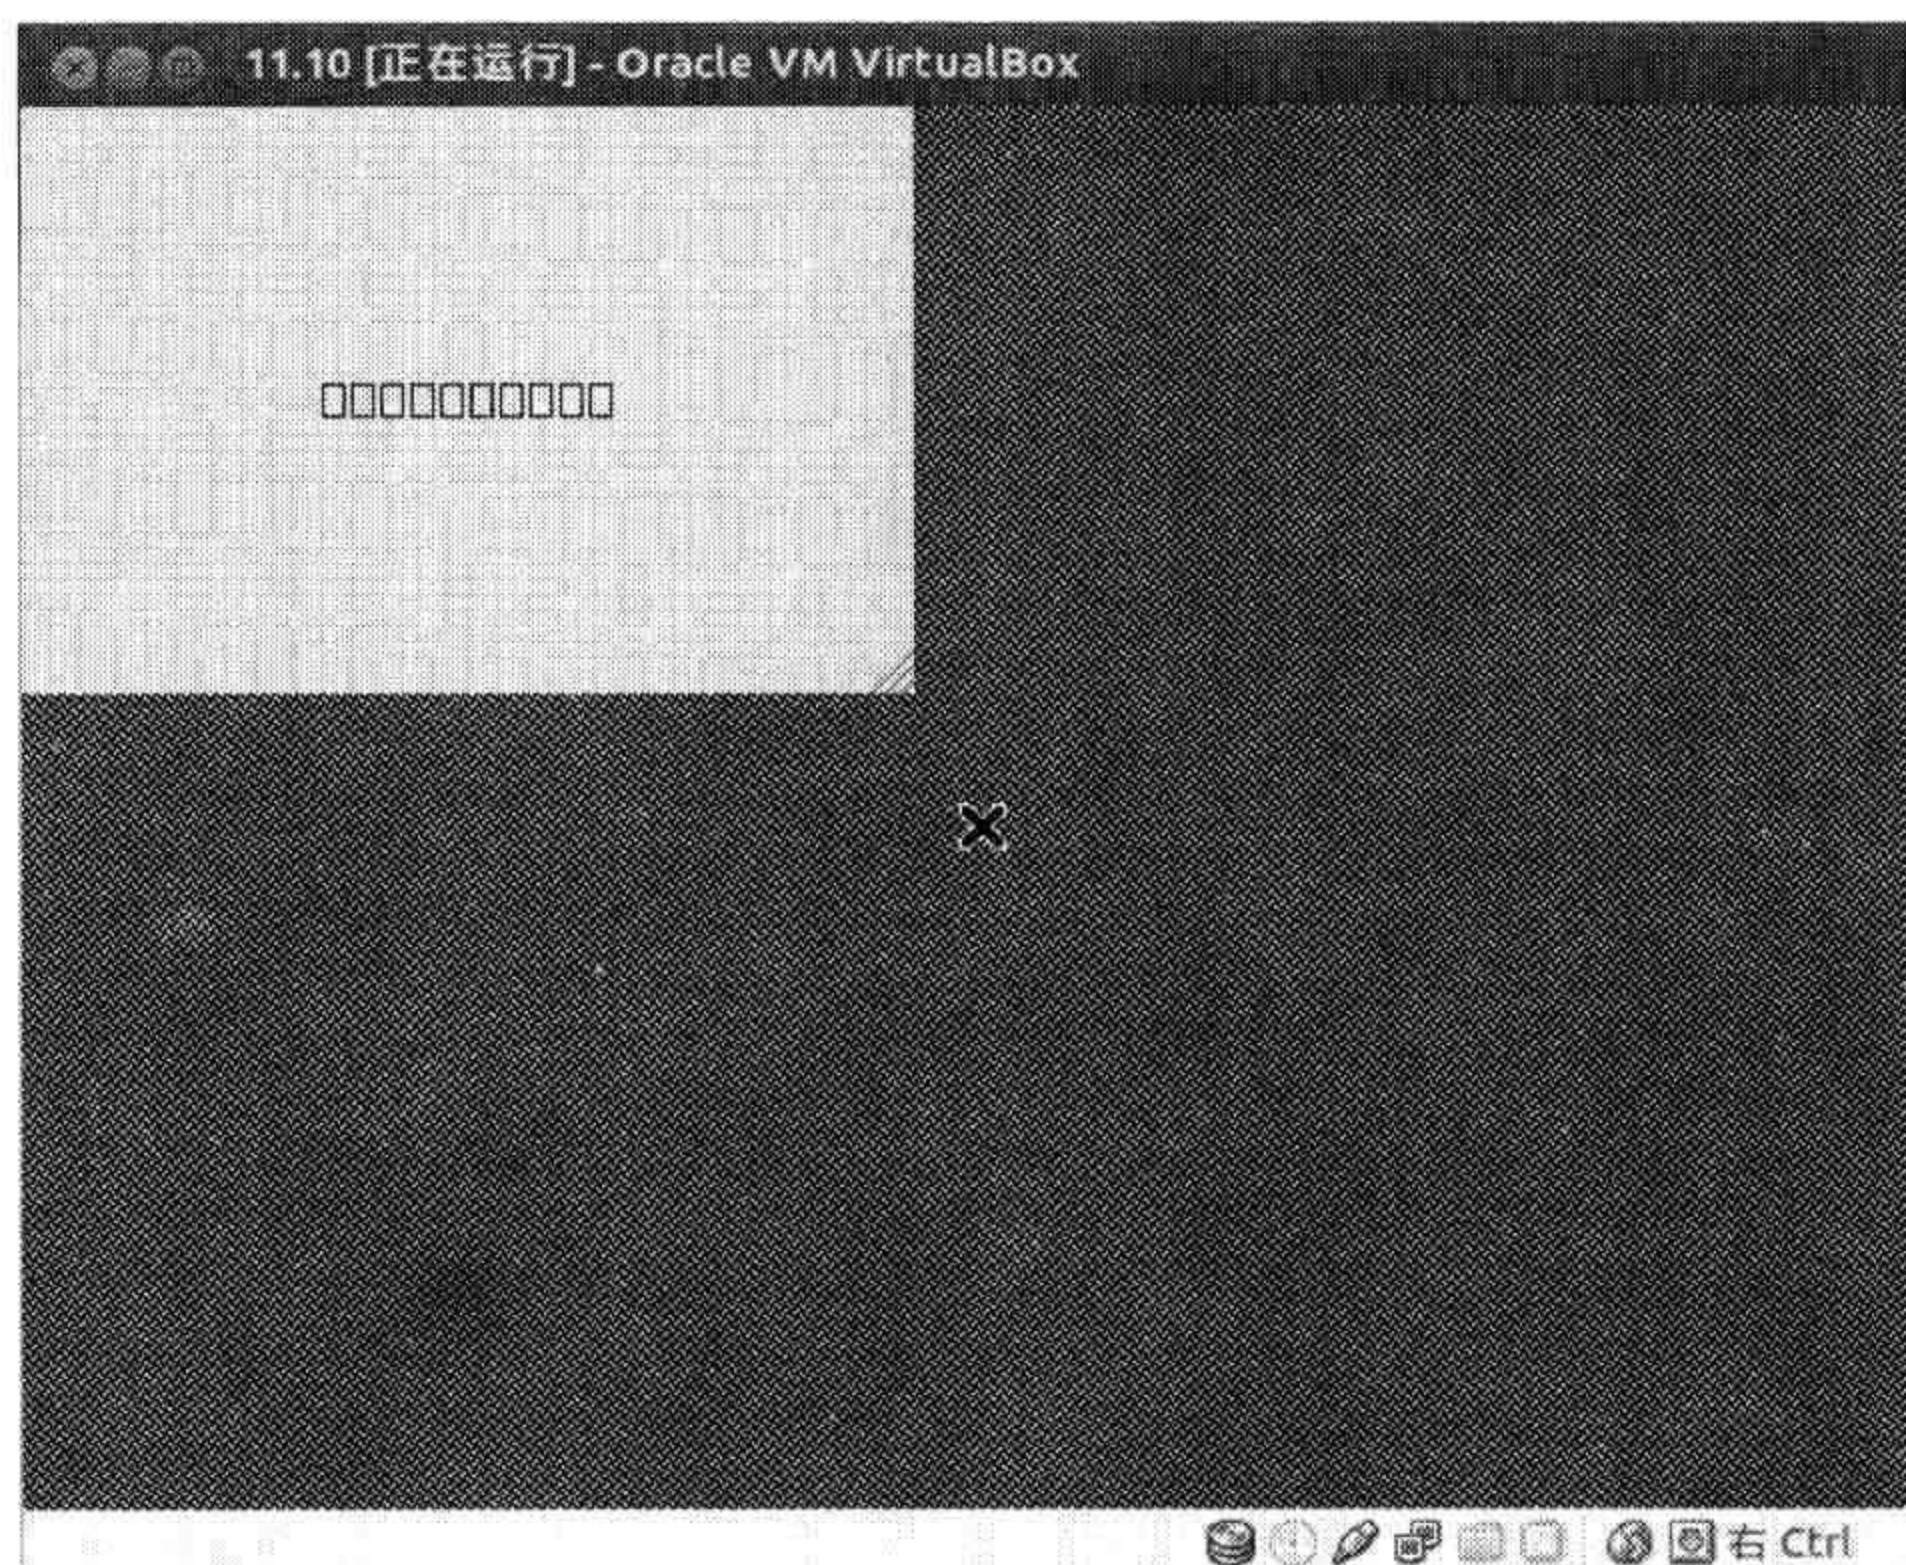 11.10 [正在运行] - Oracle VM VirtualBox
□□□□□□□□□□
右 Ctrl